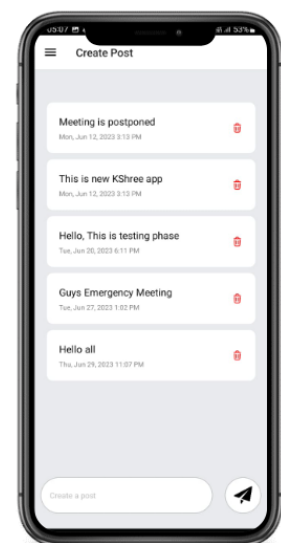 05:07
53%
Create Post
Meeting is postponed
Mon, Jun 12, 2023 3:13 PM
This is new KShree app
Mon, Jun 12, 2023 3:13 PM
Hello, This is testing phase
Tue, Jun 20, 2023 6:11 PM
Guys Emergency Meeting
Tue, Jun 27, 2023 1:02 PM
Hello all
Thu, Jun 29, 2023 11:07 PM
Create a post